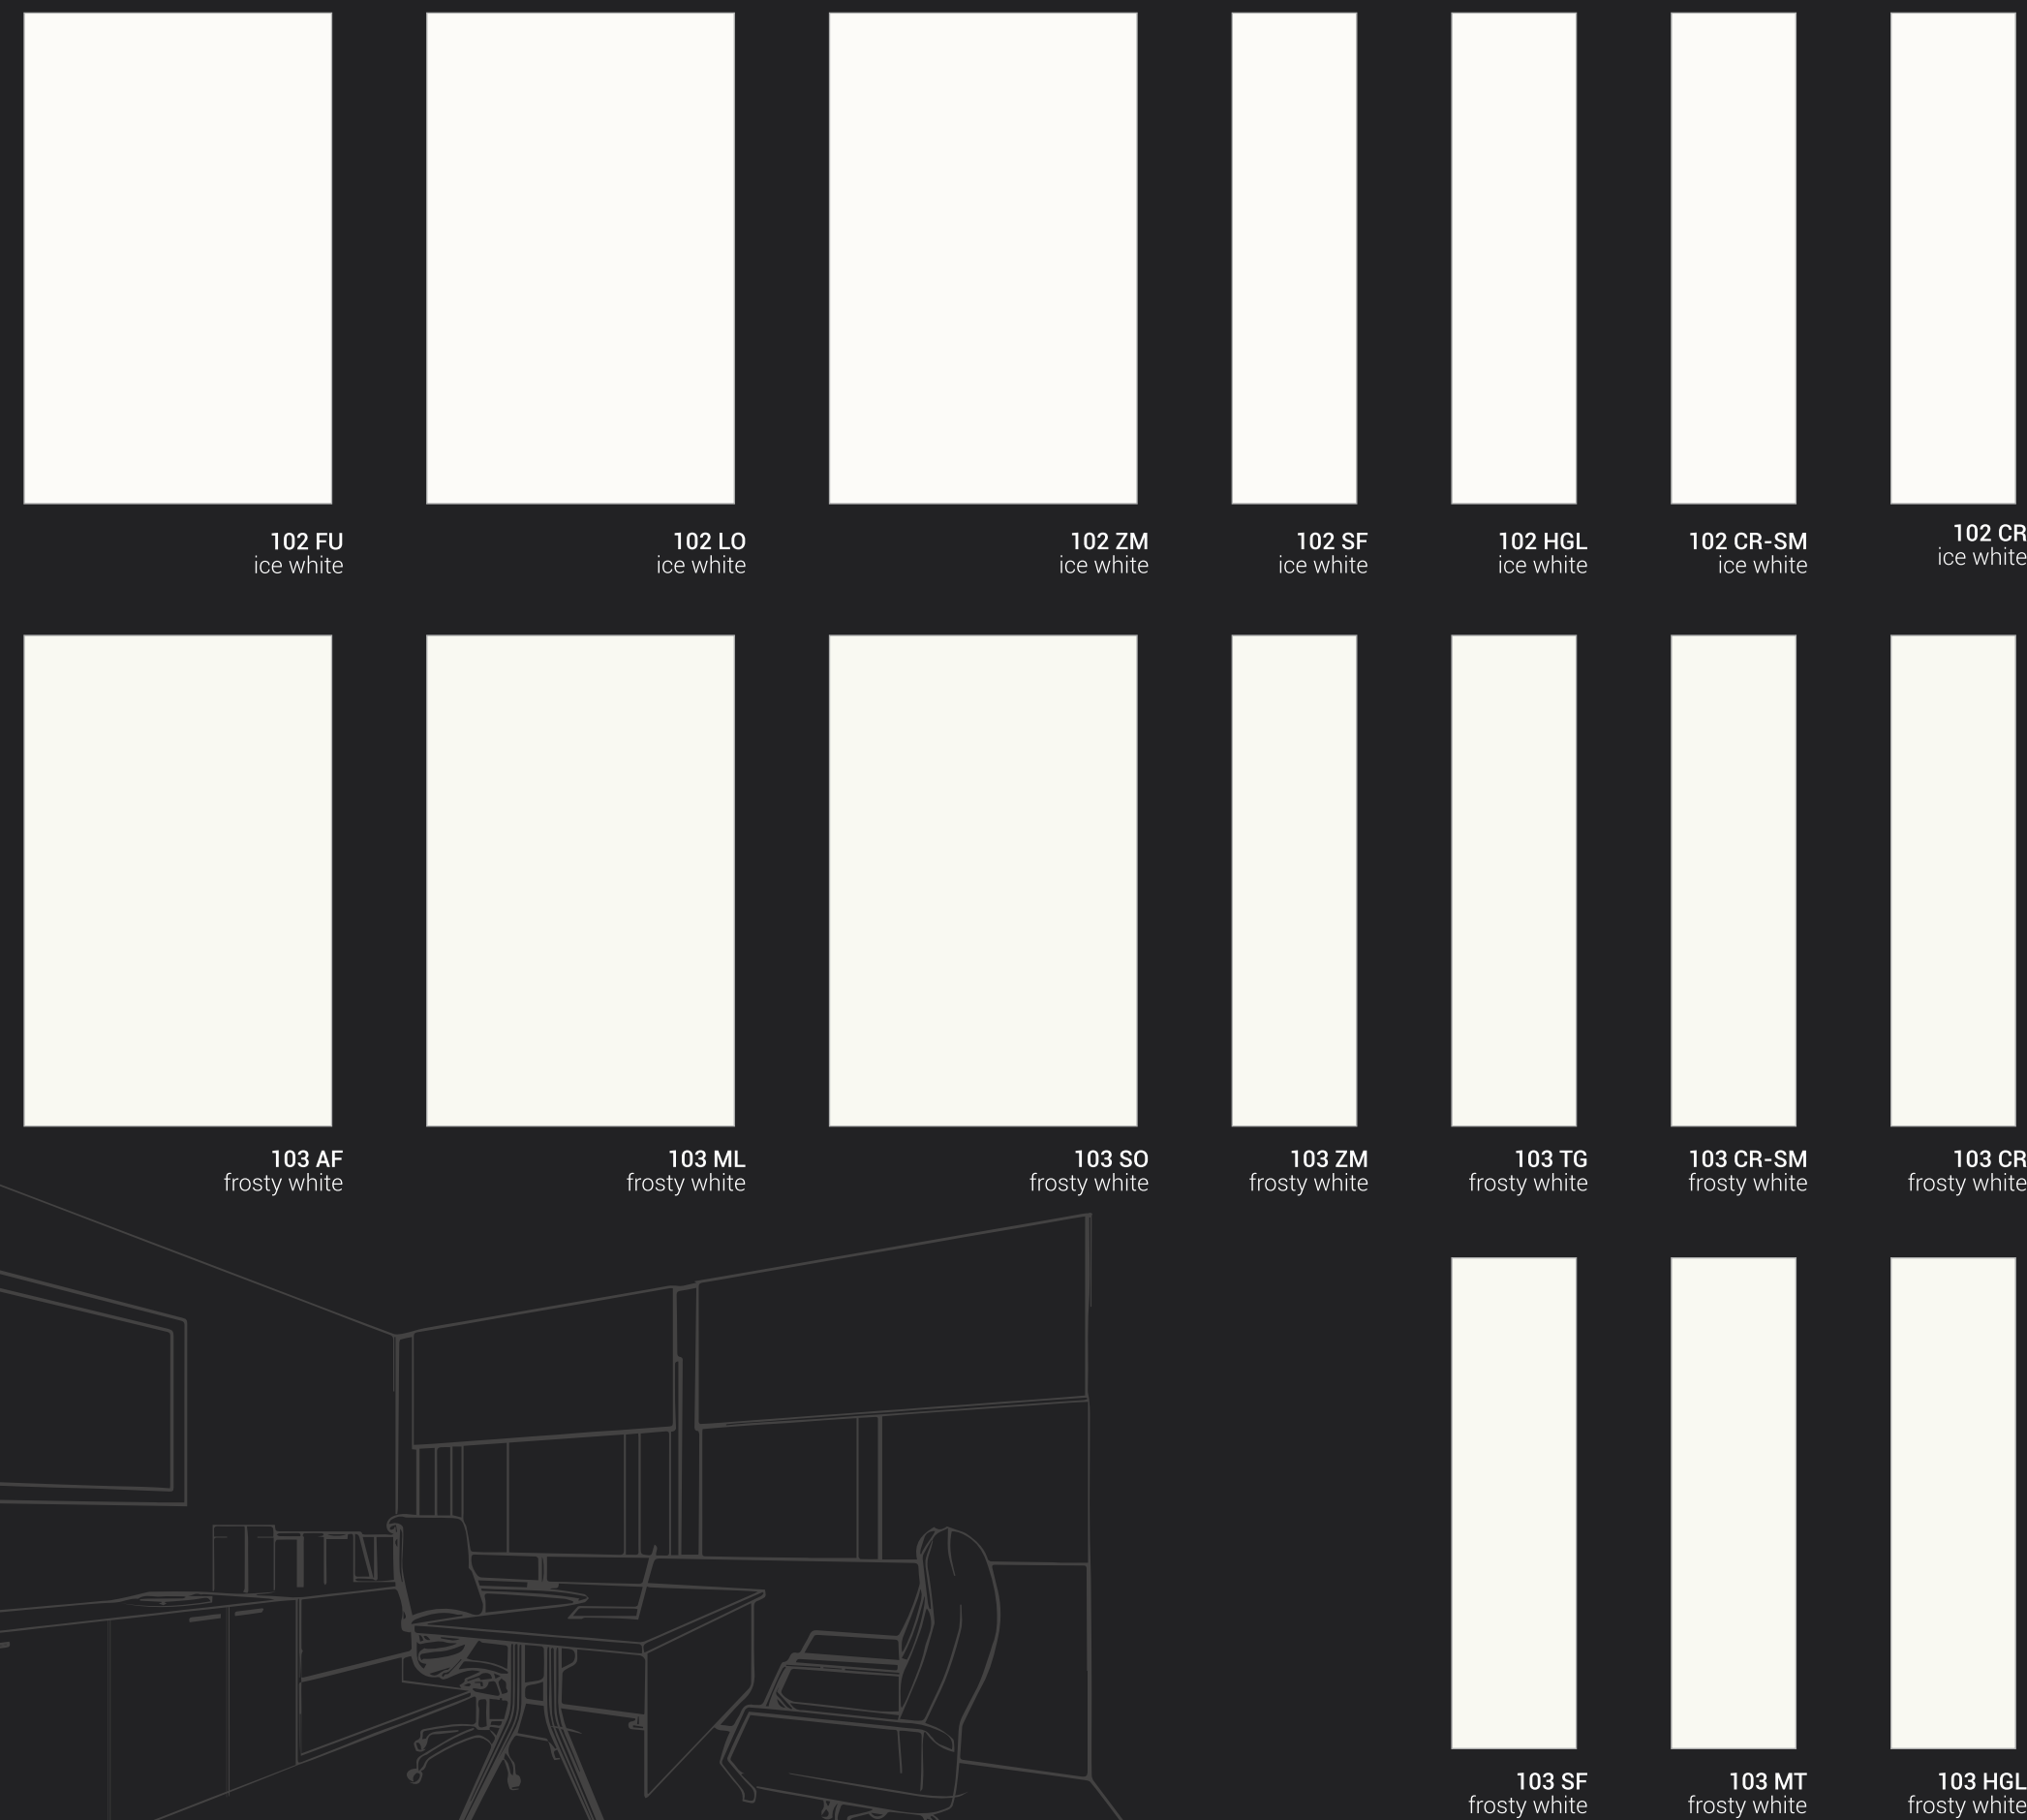 102 FU
ice white
102 LO
ice white
102 ZM
ice white
102 SF
ice white
102 HGL
ice white
102 CR-SM
ice white
102 CR
ice white
103 AF
frosty white
103 ML
frosty white
103 SO
frosty white
103 ZM
frosty white
103 TG
frosty white
103 CR-SM
frosty white
103 CR
frosty white
103 SF
frosty white
103 MT
frosty white
103 HGL
frosty white